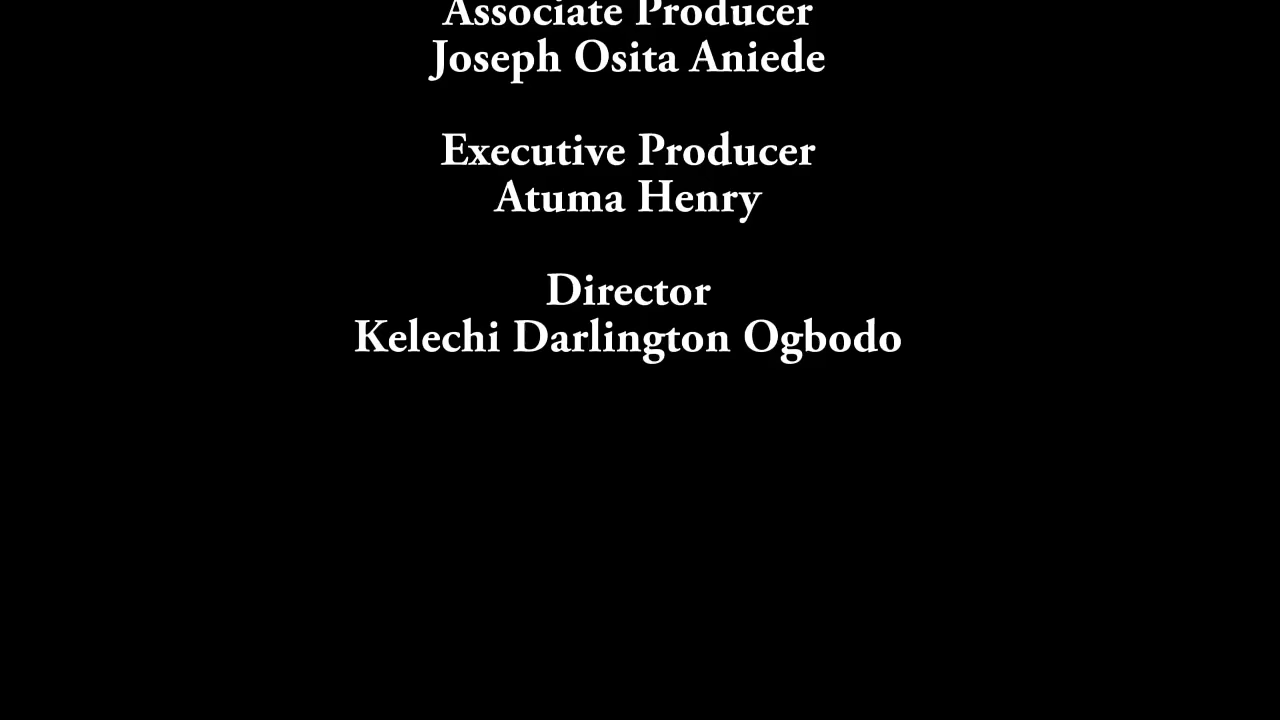 Associate Producer
Joseph Osita Aniede
Executive Producer
Atuma Henry
Director
Kelechi Darlington Ogbodo